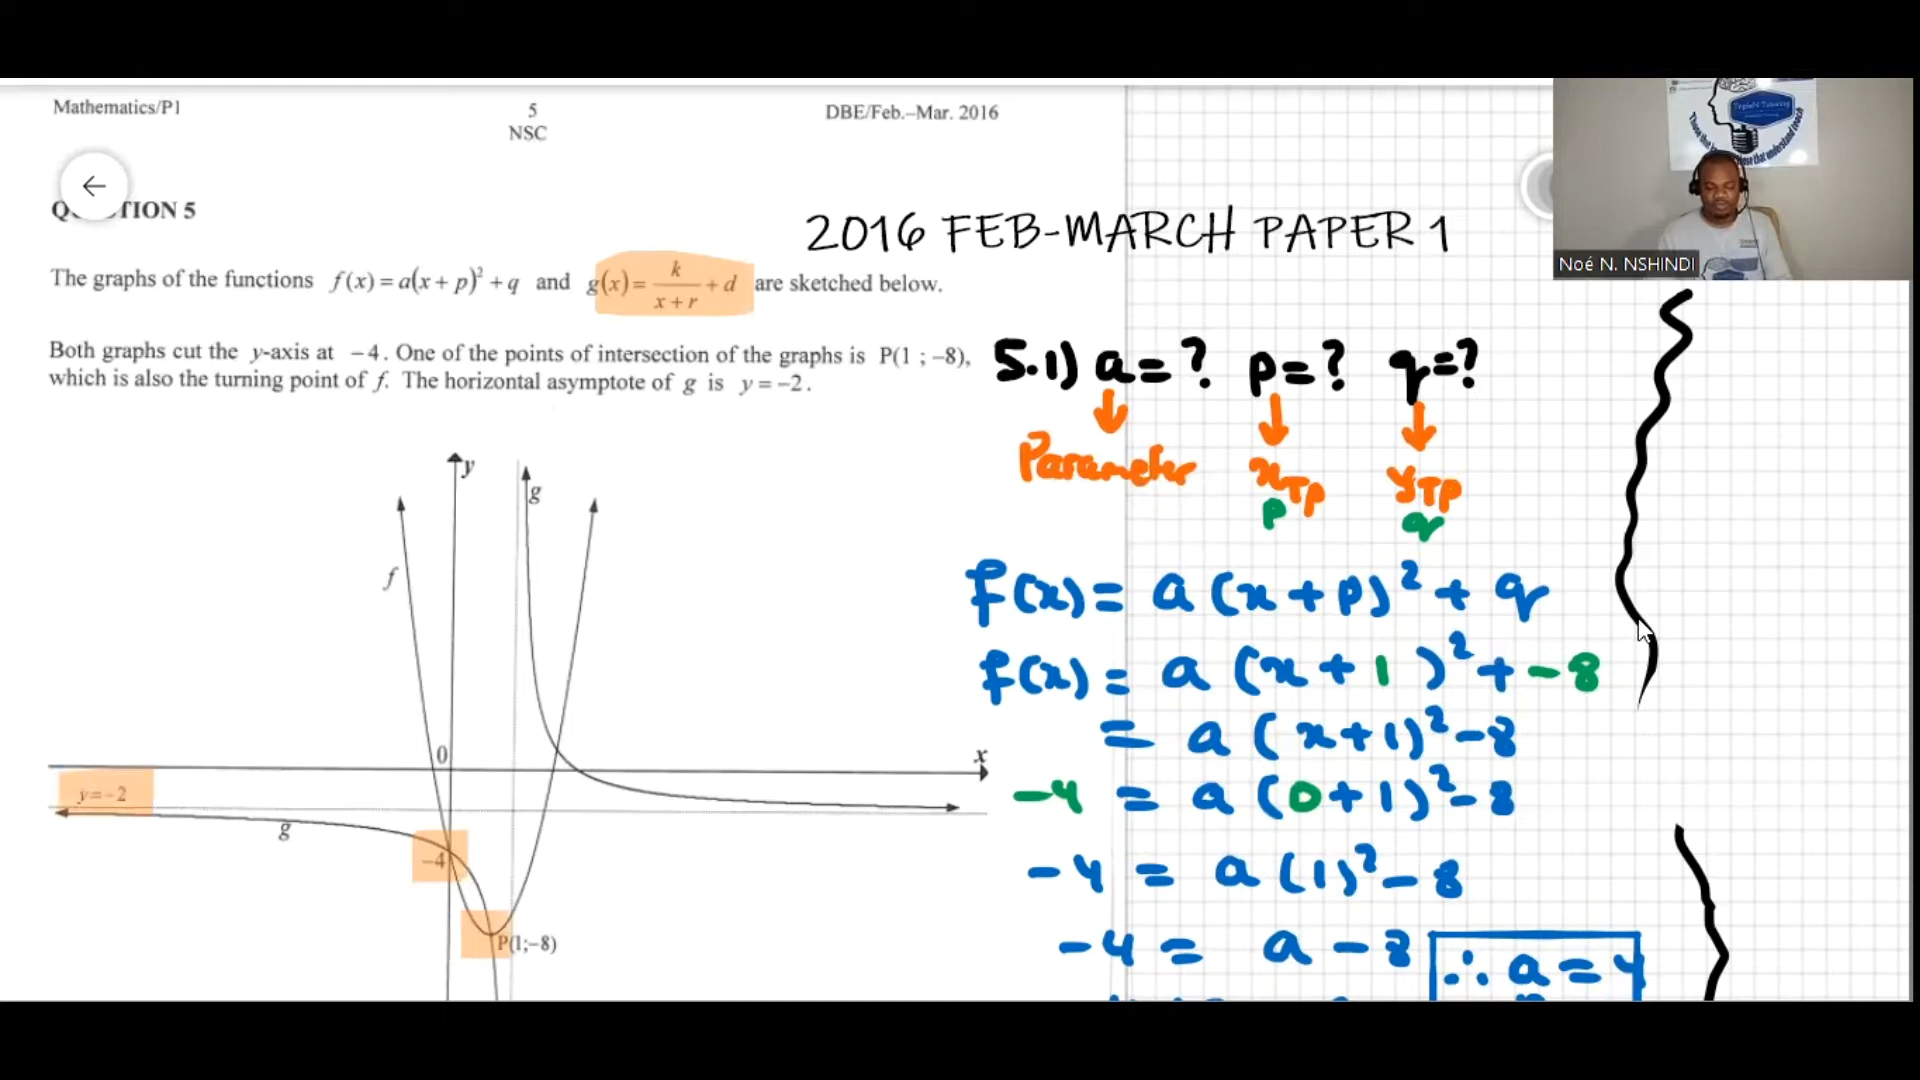 Mathematics/P1
5
NSC
DBE/Feb.–Mar. 2016
TION 5
2016 FEB-MARCH PAPER 1
The graphs of the functions f(x) = a(x + p)² + q and g(x) = k/(x + r) + d are sketched below.
Both graphs cut the y-axis at −4. One of the points of intersection of the graphs is P(1 ; −8),
which is also the turning point of f. The horizontal asymptote of g is y = −2.
Noé N. NSHINDI
TripleN Tutoring
5.1) a=? p=? q=?
Parameter xTP yTP
p q
f(x) = a(x+p)² + q
f(x) = a(x+1)² + -8
= a(x+1)² - 8
-4 = a(0+1)² - 8
-4 = a(1)² - 8
-4 = a - 8
∴ a = 4
y
g
f
0
x
y = −2
g
−4
P(1;−8)